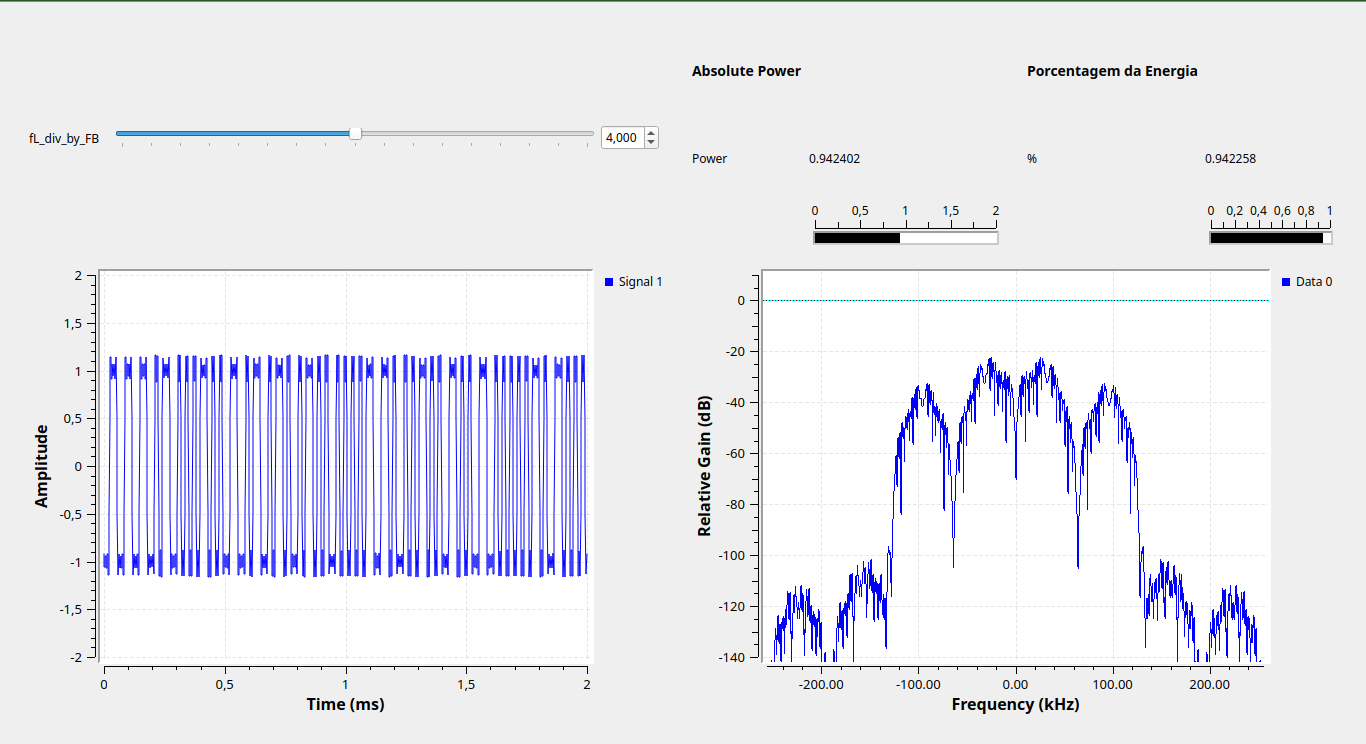 Absolute Power
Porcentagem da Energia
fL_div_by_FB
4,000
Power
0.942402
%
0.942258
0 0,5 1 1,5 2
0 0,2 0,4 0,6 0,8 1
2
1,5
1
0,5
0
-0,5
-1
-1,5
-2
Amplitude
0 0,5 1 1,5 2
Time (ms)
Signal 1
0
-20
-40
-60
-80
-100
-120
-140
Relative Gain (dB)
-200.00 -100.00 0.00 100.00 200.00
Frequency (kHz)
Data 0